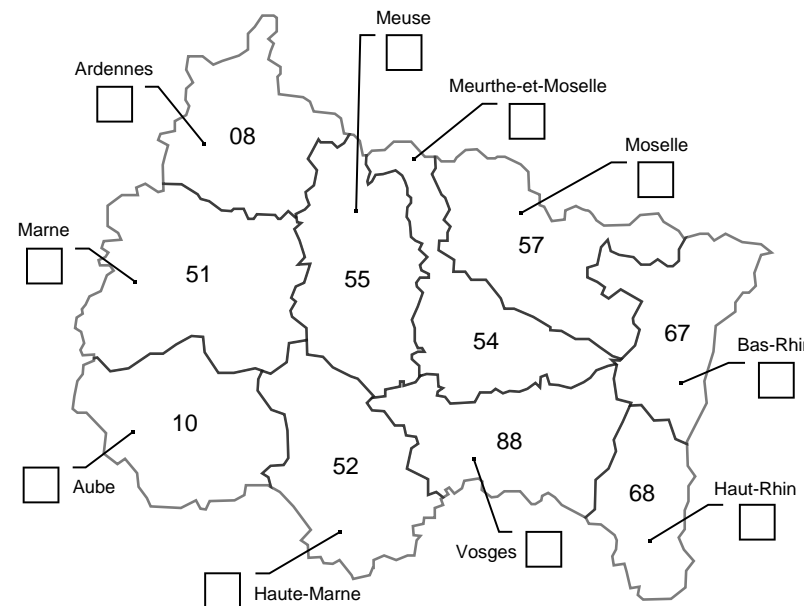 Meuse
Ardennes
Meurthe-et-Moselle
08
Moselle
Marne
57
51
55
67
54
Bas-Rhin
10
88
52
Aube
68
Haut-Rhin
Vosges
Haute-Marne